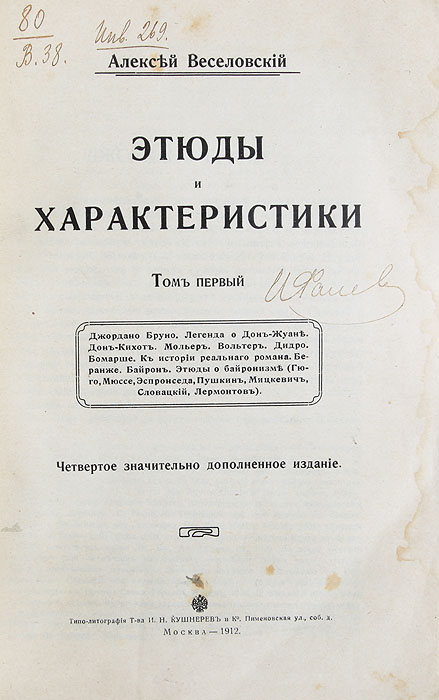 80
В. 38.
Инв. 269.
Алексѣй Веселовскій
ЭТЮДЫ
и
ХАРАКТЕРИСТИКИ
Томъ первый
Джордано Бруно. Легенда о Донъ-Жуанѣ.
Донъ-Кихотъ. Мольеръ. Вольтеръ. Дидро.
Бомарше. Къ исторіи реальнаго романа. Бе-
ранже. Байронъ. Этюды о байронизмѣ (Гю-
го, Мюссе, Эспронседа, Пушкинъ, Мицкевичъ,
Словацкій, Лермонтовъ).
Четвертое значительно дополненное изданіе.
Типо-литографія Т-ва И. Н. КУШНЕРЕВЪ и Кº. Пименовская ул., соб. д.
Москва—1912.